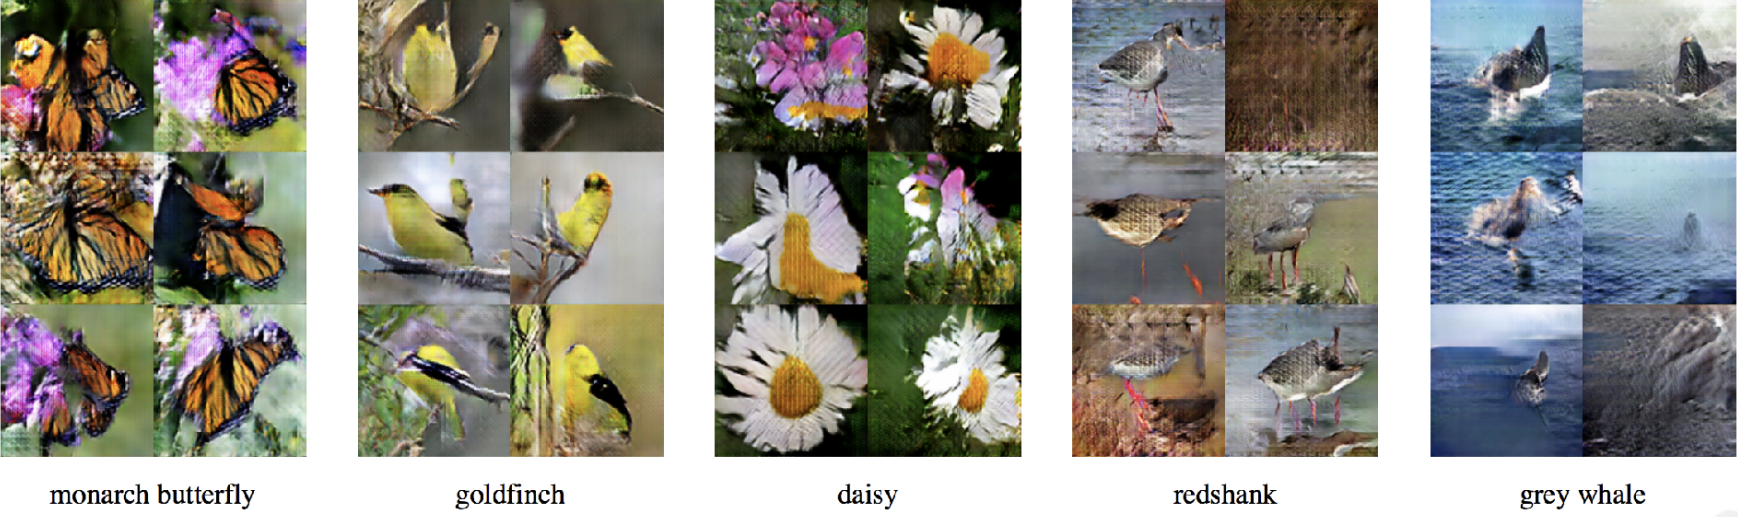 monarch butterfly
goldfinch
daisy
redshank
grey whale